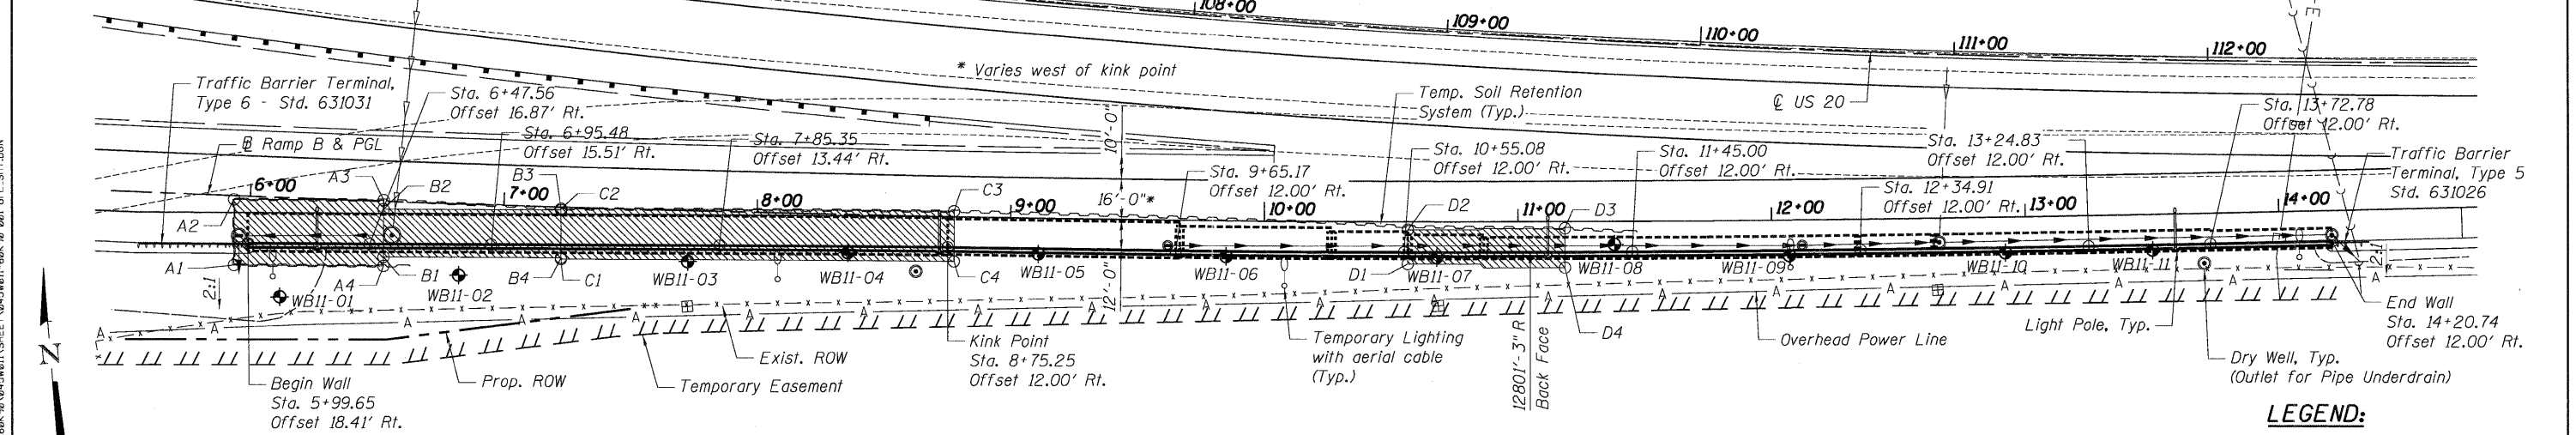 108+00
109+00
110+00
111+00
112+00
E
* Varies west of kink point
Traffic Barrier Terminal,
Type 6 - Std. 631031
Sta. 6+47.56
Offset 16.87' Rt.
Temp. Soil Retention
System (Typ.)
℄ US 20
Sta. 13+72.78
Offset 12.00' Rt.
Ramp B & PGL
Sta. 6+95.48
Offset 15.51' Rt.
Sta. 7+85.35
Offset 13.44' Rt.
10'-0"
Sta. 9+65.17
Offset 12.00' Rt.
Sta. 10+55.08
Offset 12.00' Rt.
Sta. 11+45.00
Offset 12.00' Rt.
Sta. 13+24.83
Offset 12.00' Rt.
Traffic Barrier
Terminal, Type 5
Std. 631026
Sta. 12+34.91
Offset 12.00' Rt.
6+00
A3
B2
B3
7+00
C2
8+00
C3
9+00
16'-0"*
10+00
D2
11+00
D3
12+00
13+00
14+00
A2
A1
2:1
WB11-01
A4
B1
WB11-02
B4
C1
WB11-03
WB11-04
C4
WB11-05
12'-0"
WB11-06
D1
WB11-07
WB11-08
WB11-09
WB11-10
WB11-11
2:1
A
A
A
A
A
A
A
A
A
A
A
N
Begin Wall
Sta. 5+99.65
Offset 18.41' Rt.
Prop. ROW
Temporary Easement
Exist. ROW
Kink Point
Sta. 8+75.25
Offset 12.00' Rt.
Temporary Lighting
with aerial cable
(Typ.)
12801'-3" R
Back Face
D4
Overhead Power Line
Light Pole, Typ.
Dry Well, Typ.
(Outlet for Pipe Underdrain)
End Wall
Sta. 14+20.74
Offset 12.00' Rt.
LEGEND: